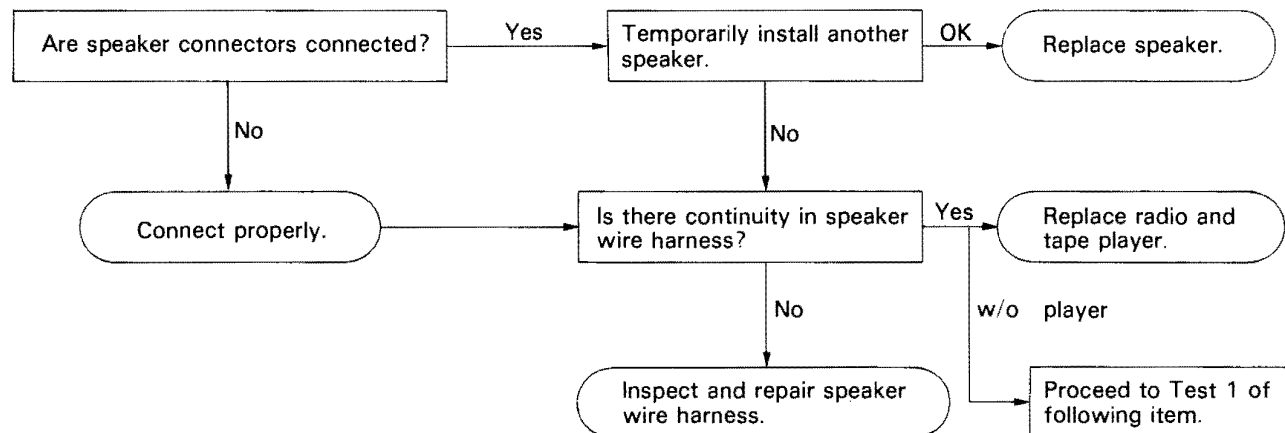 Are speaker connectors connected?
Yes
Temporarily install another
speaker.
OK
Replace speaker.
No
No
Connect properly.
Is there continuity in speaker
wire harness?
Yes
Replace radio and
tape player.
No
w/o player
Inspect and repair speaker
wire harness.
Proceed to Test 1 of
following item.